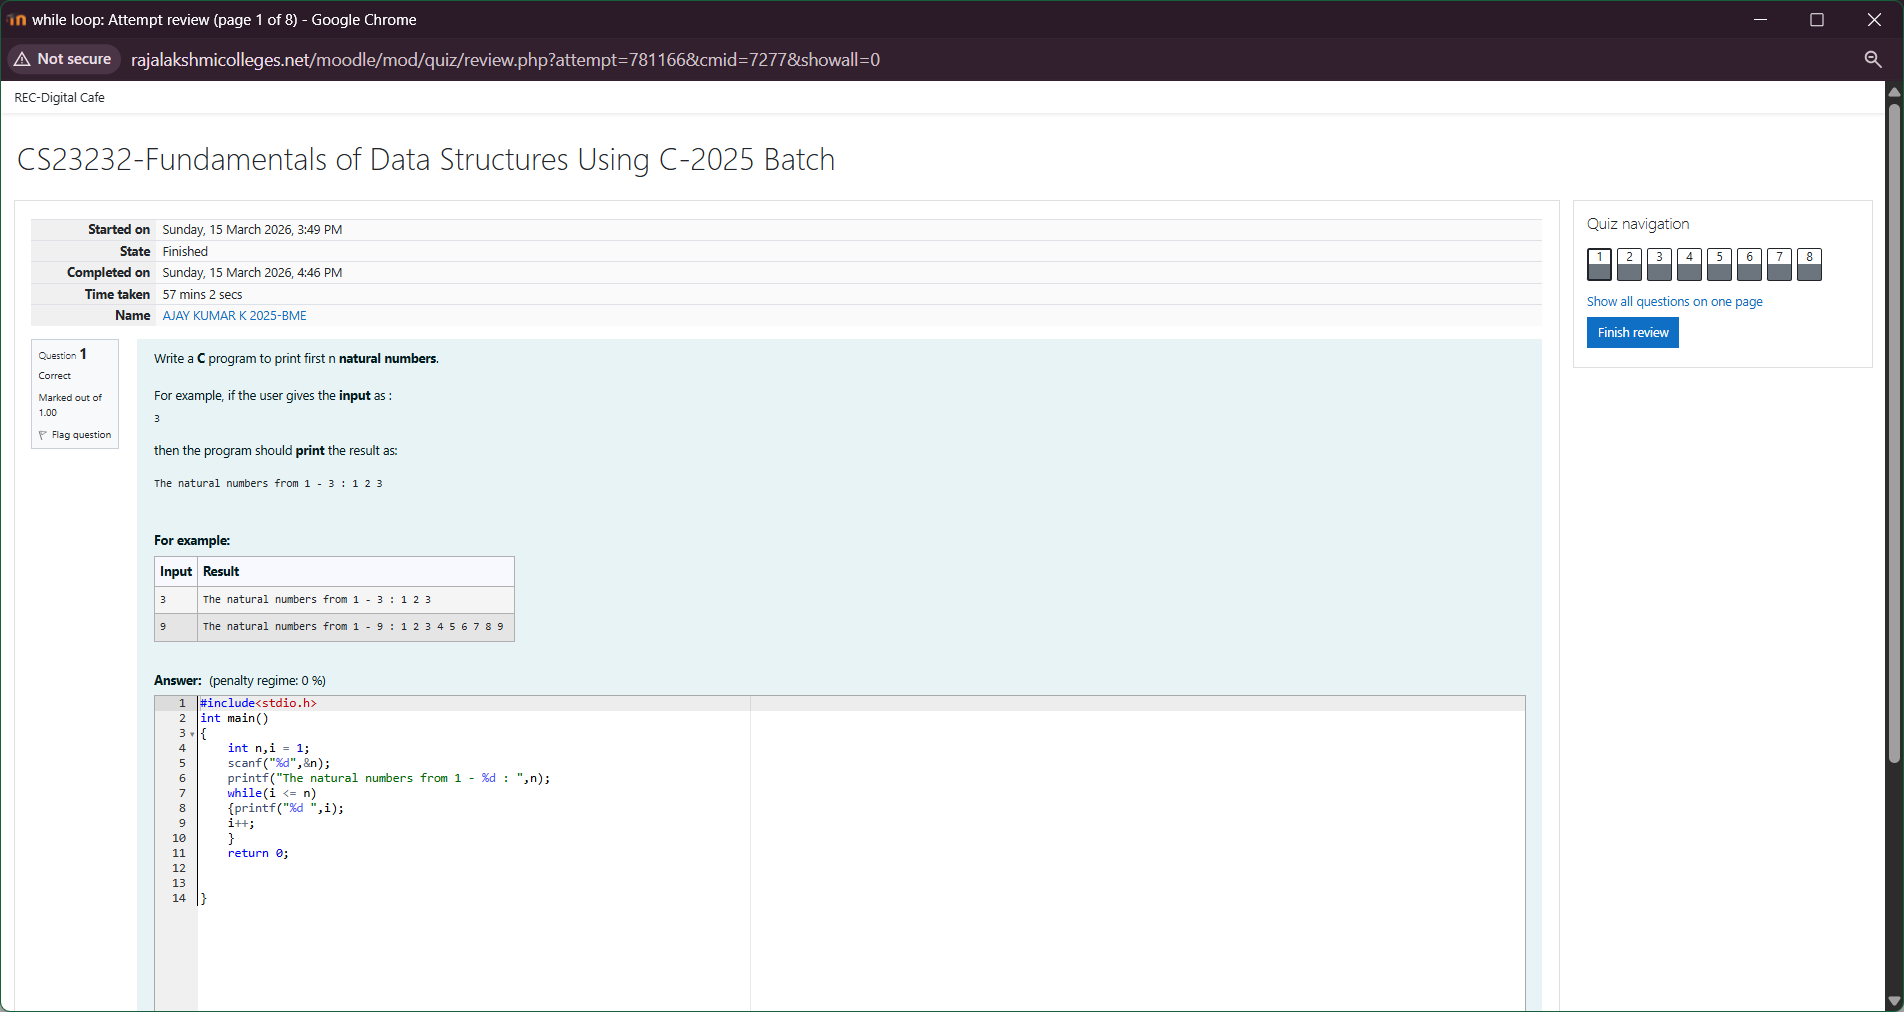 while loop: Attempt review (page 1 of 8) - Google Chrome
Not secure
rajalakshmicolleges.net/moodle/mod/quiz/review.php?attempt=781166&cmid=7277&showall=0
REC-Digital Cafe
CS23232-Fundamentals of Data Structures Using C-2025 Batch
Started on Sunday, 15 March 2026, 3:49 PM
State Finished
Completed on Sunday, 15 March 2026, 4:46 PM
Time taken 57 mins 2 secs
Name AJAY KUMAR K 2025-BME
Quiz navigation
1 2 3 4 5 6 7 8
Show all questions on one page
Finish review
Question 1
Correct
Marked out of
1.00
Flag question
Write a C program to print first n natural numbers.
For example, if the user gives the input as :
3
then the program should print the result as:
The natural numbers from 1 - 3 : 1 2 3
For example:
Input Result
3 The natural numbers from 1 - 3 : 1 2 3
9 The natural numbers from 1 - 9 : 1 2 3 4 5 6 7 8 9
Answer: (penalty regime: 0 %)
1 #include<stdio.h>
2 int main()
3 {
4 int n,i = 1;
5 scanf("%d",&n);
6 printf("The natural numbers from 1 - %d : ",n);
7 while(i <= n)
8 {printf("%d ",i);
9 i++;
10 }
11 return 0;
12
13
14 }